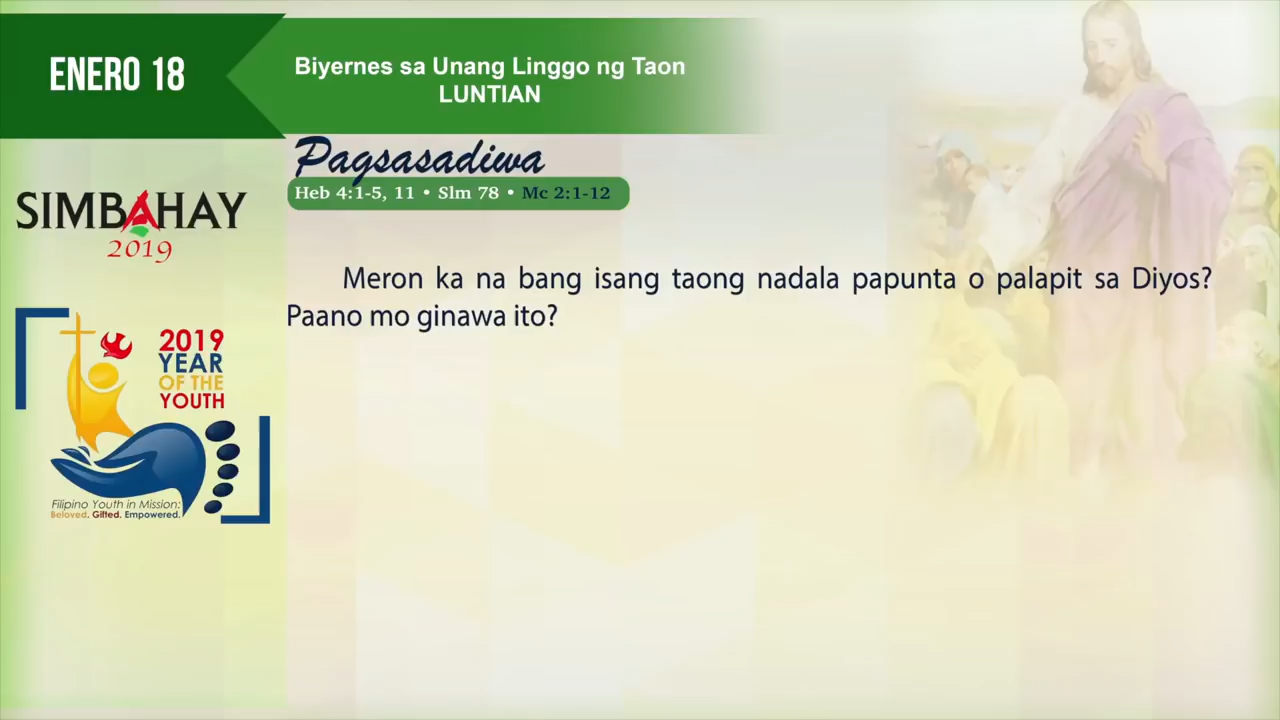 ENERO 18
Biyernes sa Unang Linggo ng Taon
LUNTIAN
Pagsasadiwa
Heb 4:1-5, 11 • Slm 78 • Mc 2:1-12
SIMBAHAY
2019
Meron ka na bang isang taong nadala papunta o palapit sa Diyos?
Paano mo ginawa ito?
2019
YEAR
OF THE
YOUTH
Filipino Youth in Mission:
Beloved. Gifted. Empowered.